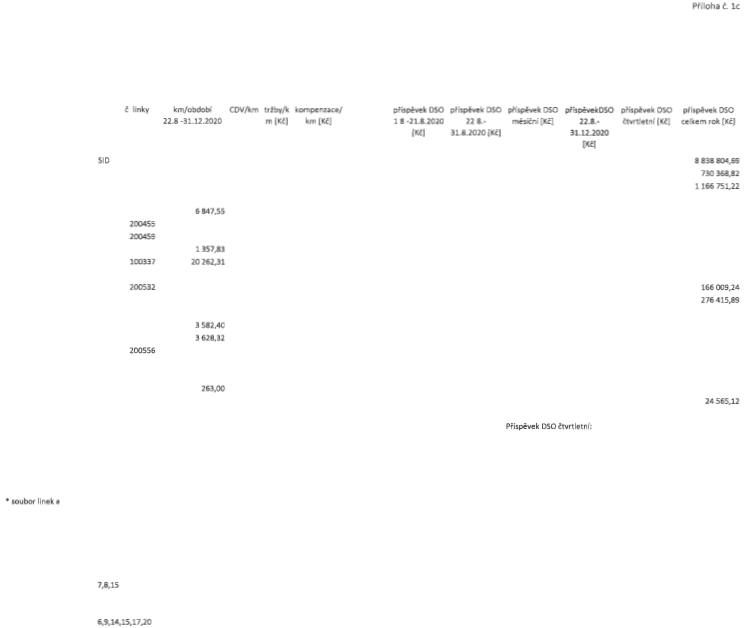 Příloha č. 1c
č linky km/období CDV/km tržby/k kompenzace/ příspěvek DSO příspěvek DSO příspěvek DSO příspěvekDSO příspěvek DSO příspěvek DSO
22.8 -31.12.2020 m [Kč] km [Kč] 1 8 -21.8.2020 22 8.- měsíční [Kč] 22.8.- čtvrtletní [Kč] celkem rok [Kč]
[Kč] 31.8.2020 [Kč] 31.12.2020
[Kč]
SID 8 838 804,69
730 368,82
1 166 751,22
6 847,55
200455
200459
1 357,83
100337 20 262,31
200532 166 009,24
276 415,89
3 582,40
3 628,32
200556
263,00
24 565,12
Příspěvek DSO čtvrtletní:
* soubor linek a
7,8,15
6,9,14,15,17,20